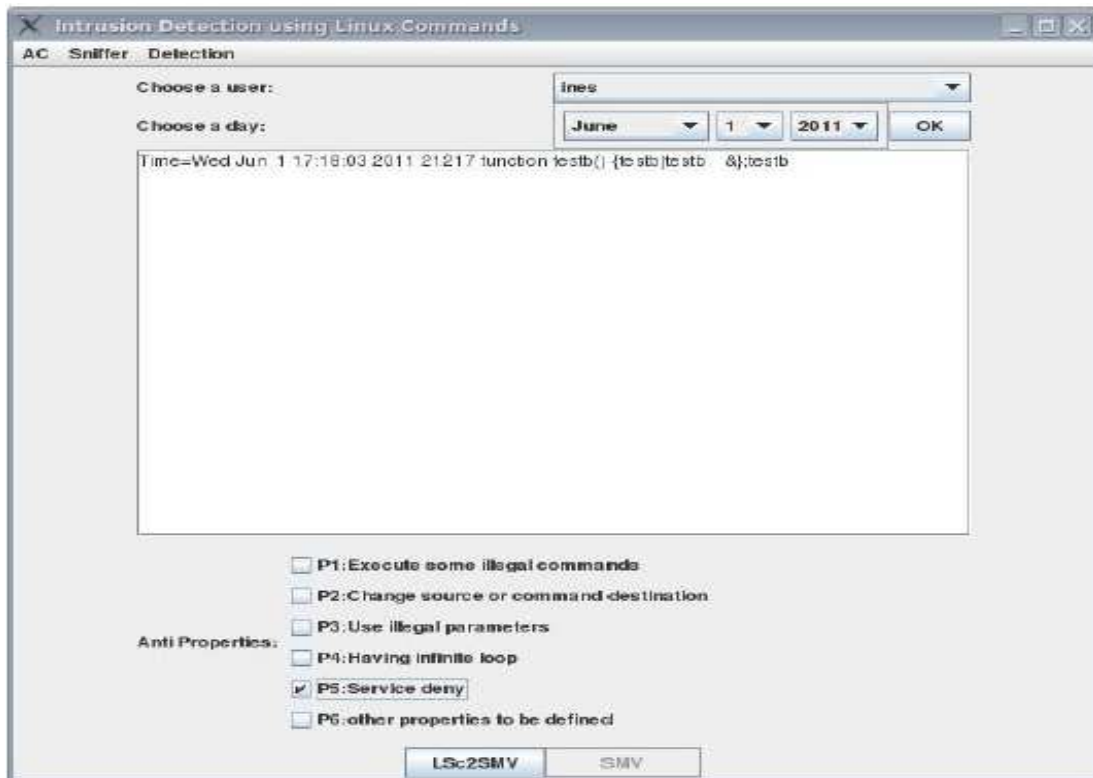 Intrusion Detection using Linux Commands
AC Sniffer Detection
Choose a user: ines
Choose a day: June 1 2011 OK
Time=Wed Jun 1 17:18:03 2011 21217 function testb() {testb|testb &};testb
P1:Execute some illegal commands
P2:Change source or command destination
P3:Use illegal parameters
Anti Properties:
P4:Having infinite loop
P5:Service deny
P6:other properties to be defined
LSc2SMV SMV